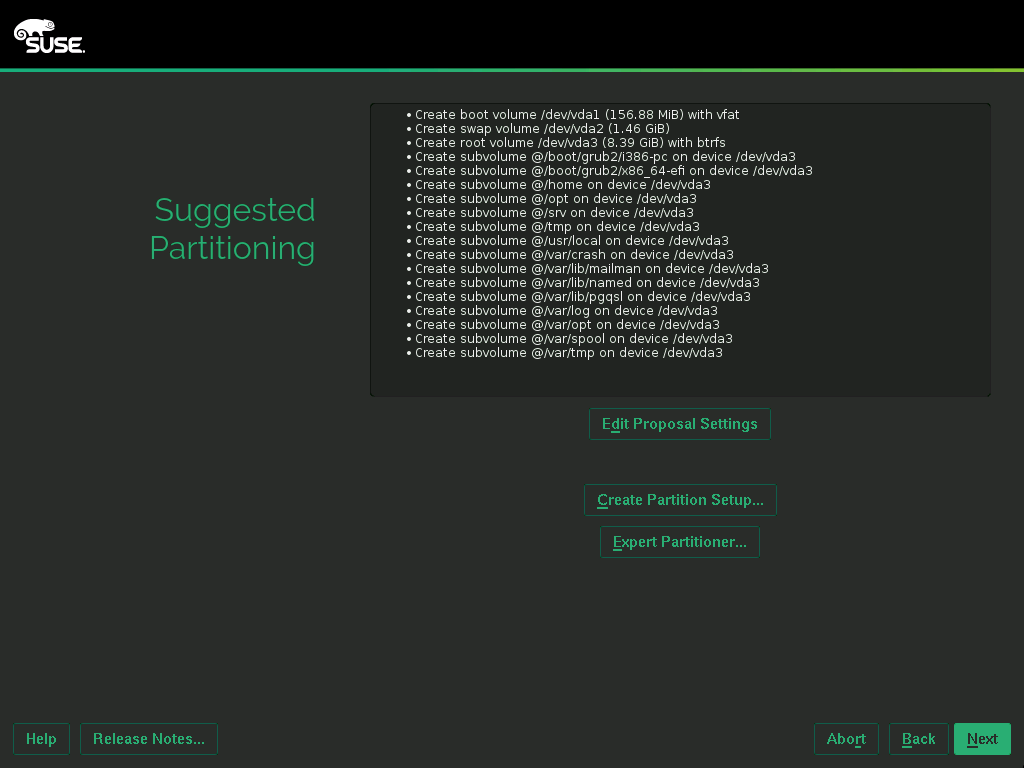 SUSE.
Suggested
Partitioning
• Create boot volume /dev/vda1 (156.88 MiB) with vfat
• Create swap volume /dev/vda2 (1.46 GiB)
• Create root volume /dev/vda3 (8.39 GiB) with btrfs
• Create subvolume @/boot/grub2/i386-pc on device /dev/vda3
• Create subvolume @/boot/grub2/x86_64-efi on device /dev/vda3
• Create subvolume @/home on device /dev/vda3
• Create subvolume @/opt on device /dev/vda3
• Create subvolume @/srv on device /dev/vda3
• Create subvolume @/tmp on device /dev/vda3
• Create subvolume @/usr/local on device /dev/vda3
• Create subvolume @/var/crash on device /dev/vda3
• Create subvolume @/var/lib/mailman on device /dev/vda3
• Create subvolume @/var/lib/named on device /dev/vda3
• Create subvolume @/var/lib/pgqsl on device /dev/vda3
• Create subvolume @/var/log on device /dev/vda3
• Create subvolume @/var/opt on device /dev/vda3
• Create subvolume @/var/spool on device /dev/vda3
• Create subvolume @/var/tmp on device /dev/vda3
Edit Proposal Settings
Create Partition Setup...
Expert Partitioner...
Help
Release Notes...
Abort
Back
Next